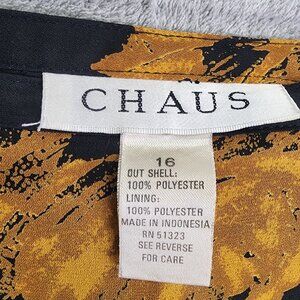 CHAUS
16
OUT SHELL:
100% POLYESTER
LINING:
100% POLYESTER
MADE IN INDONESIA
RN 51323
SEE REVERSE
FOR CARE